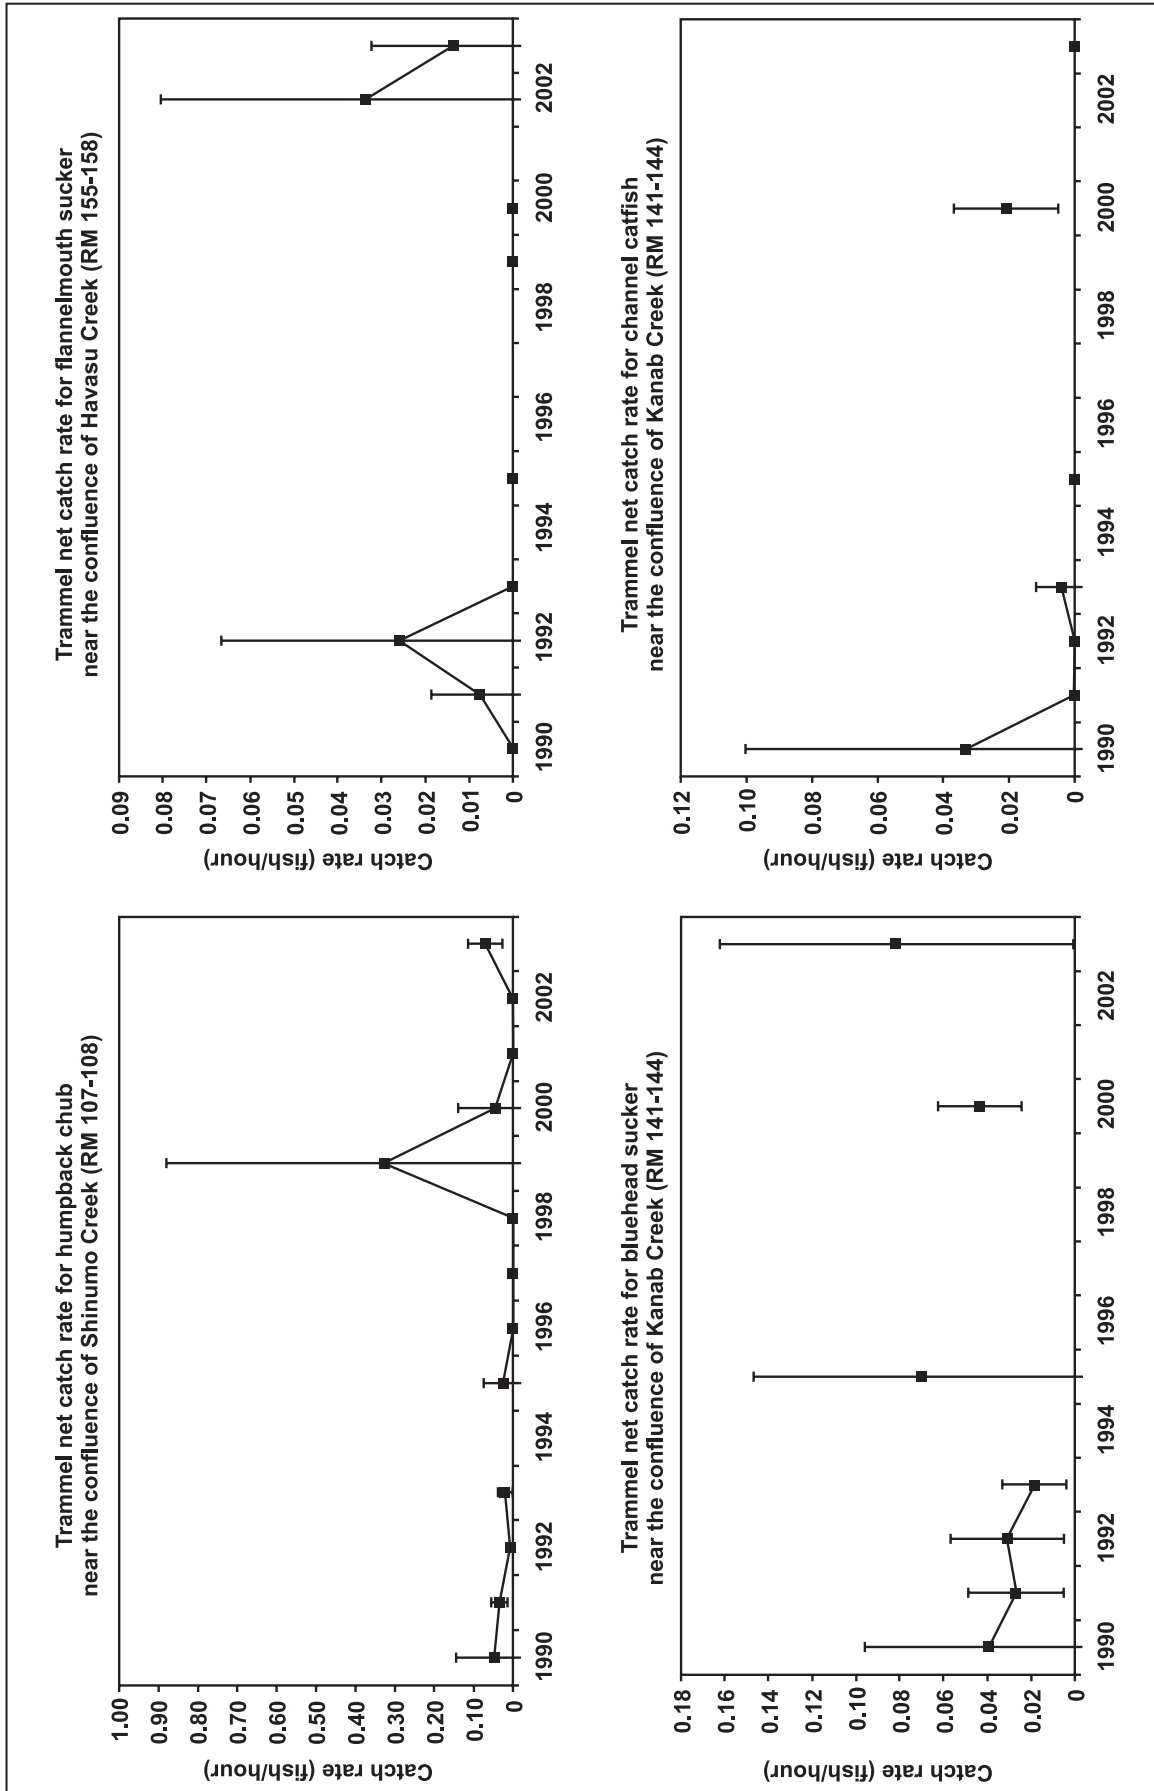 Trammel net catch rate for humpback chub
near the confluence of Shinumo Creek (RM 107-108)
Catch rate (fish/hour)
1.00
0.90
0.80
0.70
0.60
0.50
0.40
0.30
0.20
0.10
0
1990 1992 1994 1996 1998 2000 2002
Trammel net catch rate for flannelmouth sucker
near the confluence of Havasu Creek (RM 155-158)
Catch rate (fish/hour)
0.09
0.08
0.07
0.06
0.05
0.04
0.03
0.02
0.01
0
1990 1992 1994 1996 1998 2000 2002
Trammel net catch rate for bluehead sucker
near the confluence of Kanab Creek (RM 141-144)
Catch rate (fish/hour)
0.18
0.16
0.14
0.12
0.10
0.08
0.06
0.04
0.02
0
1990 1992 1994 1996 1998 2000 2002
Trammel net catch rate for channel catfish
near the confluence of Kanab Creek (RM 141-144)
Catch rate (fish/hour)
0.12
0.10
0.08
0.06
0.04
0.02
0
1990 1992 1994 1996 1998 2000 2002